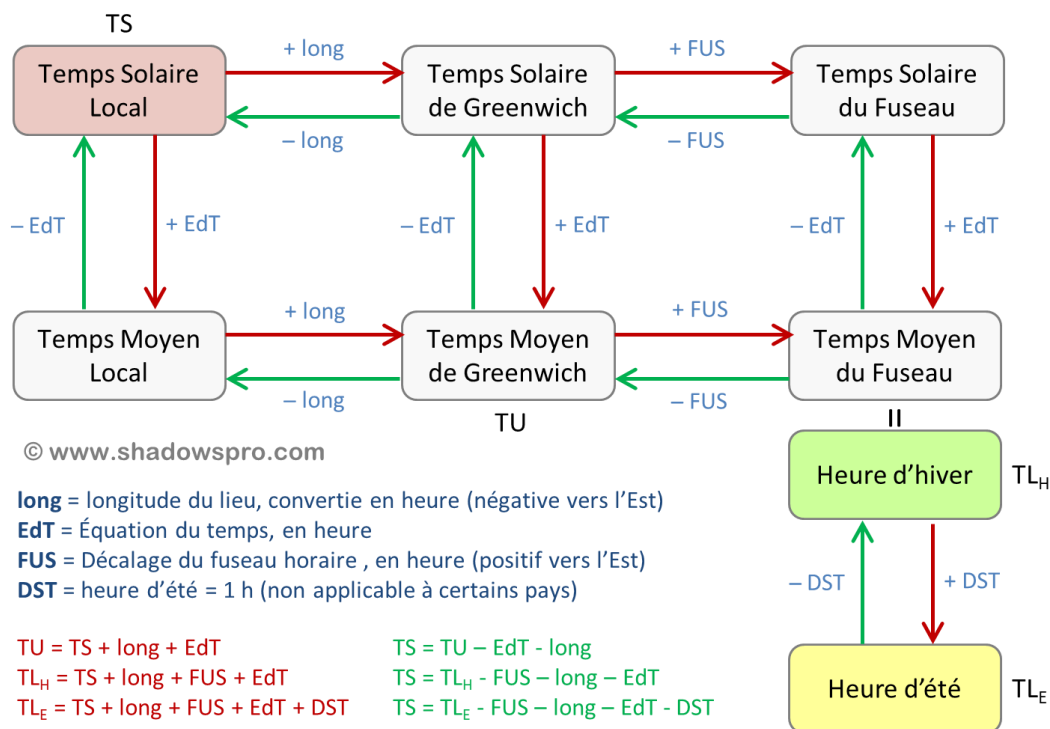 TS
Temps Solaire
Local
+ long
Temps Solaire
de Greenwich
+ FUS
Temps Solaire
du Fuseau
– long
– FUS
– EdT
+ EdT
– EdT
+ EdT
– EdT
+ EdT
Temps Moyen
Local
+ long
Temps Moyen
de Greenwich
+ FUS
Temps Moyen
du Fuseau
– long
– FUS
TU
=
© www.shadowspro.com
Heure d’hiver
TLH
long = longitude du lieu, convertie en heure (négative vers l’Est)
EdT = Équation du temps, en heure
FUS = Décalage du fuseau horaire , en heure (positif vers l’Est)
DST = heure d’été = 1 h (non applicable à certains pays)
– DST
+ DST
Heure d’été
TLE
TU = TS + long + EdT
TLH = TS + long + FUS + EdT
TLE = TS + long + FUS + EdT + DST
TS = TU – EdT - long
TS = TLH - FUS – long – EdT
TS = TLE - FUS – long – EdT - DST